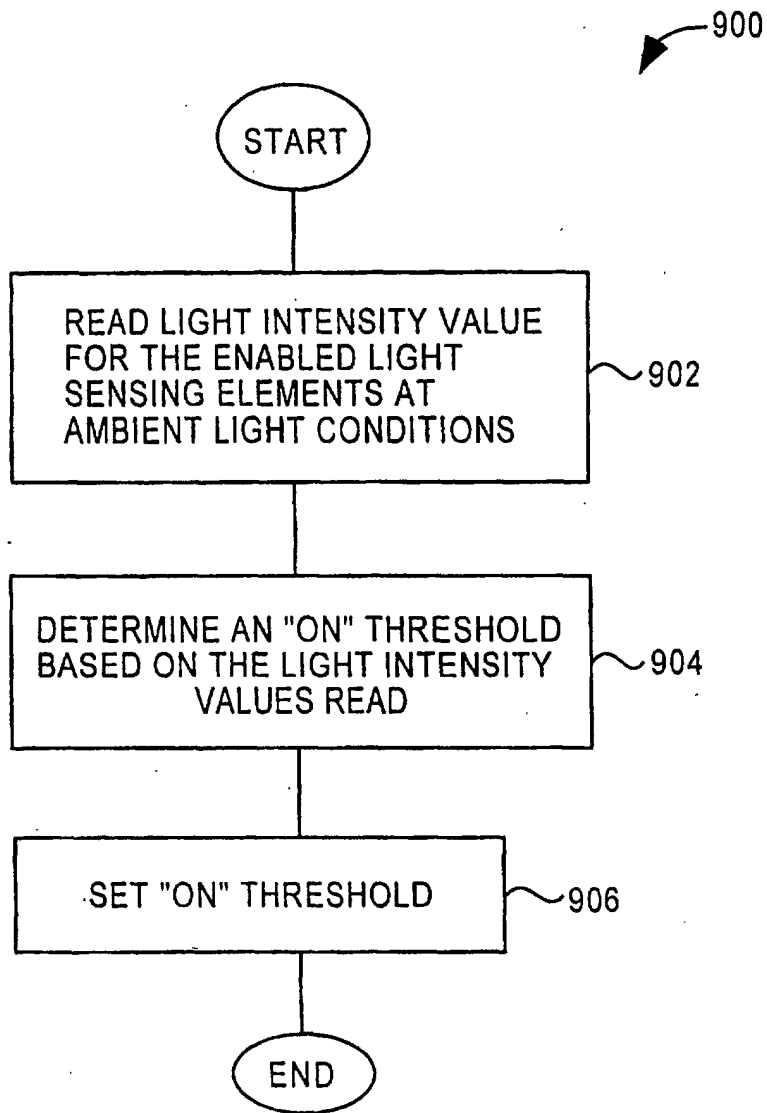 900
START
READ LIGHT INTENSITY VALUE
FOR THE ENABLED LIGHT
SENSING ELEMENTS AT
AMBIENT LIGHT CONDITIONS
902
DETERMINE AN "ON" THRESHOLD
BASED ON THE LIGHT INTENSITY
VALUES READ
904
SET "ON" THRESHOLD
906
END